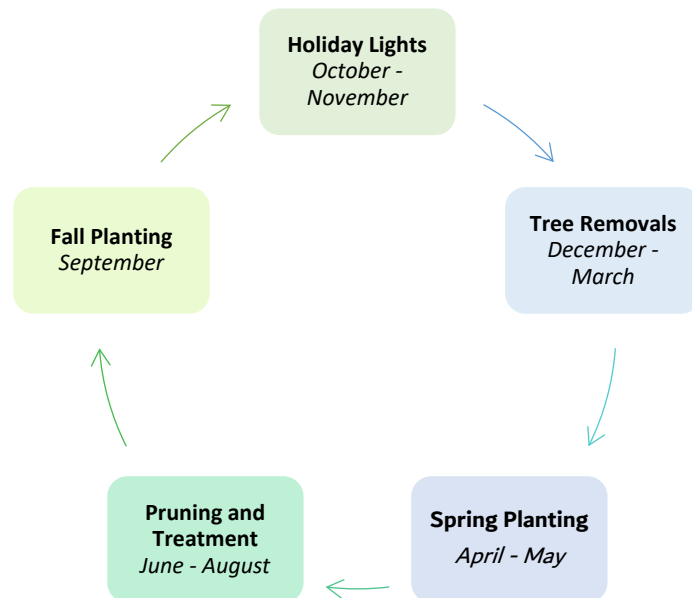 Holiday Lights
October -
November
Tree Removals
December -
March
Spring Planting
April - May
Pruning and
Treatment
June - August
Fall Planting
September